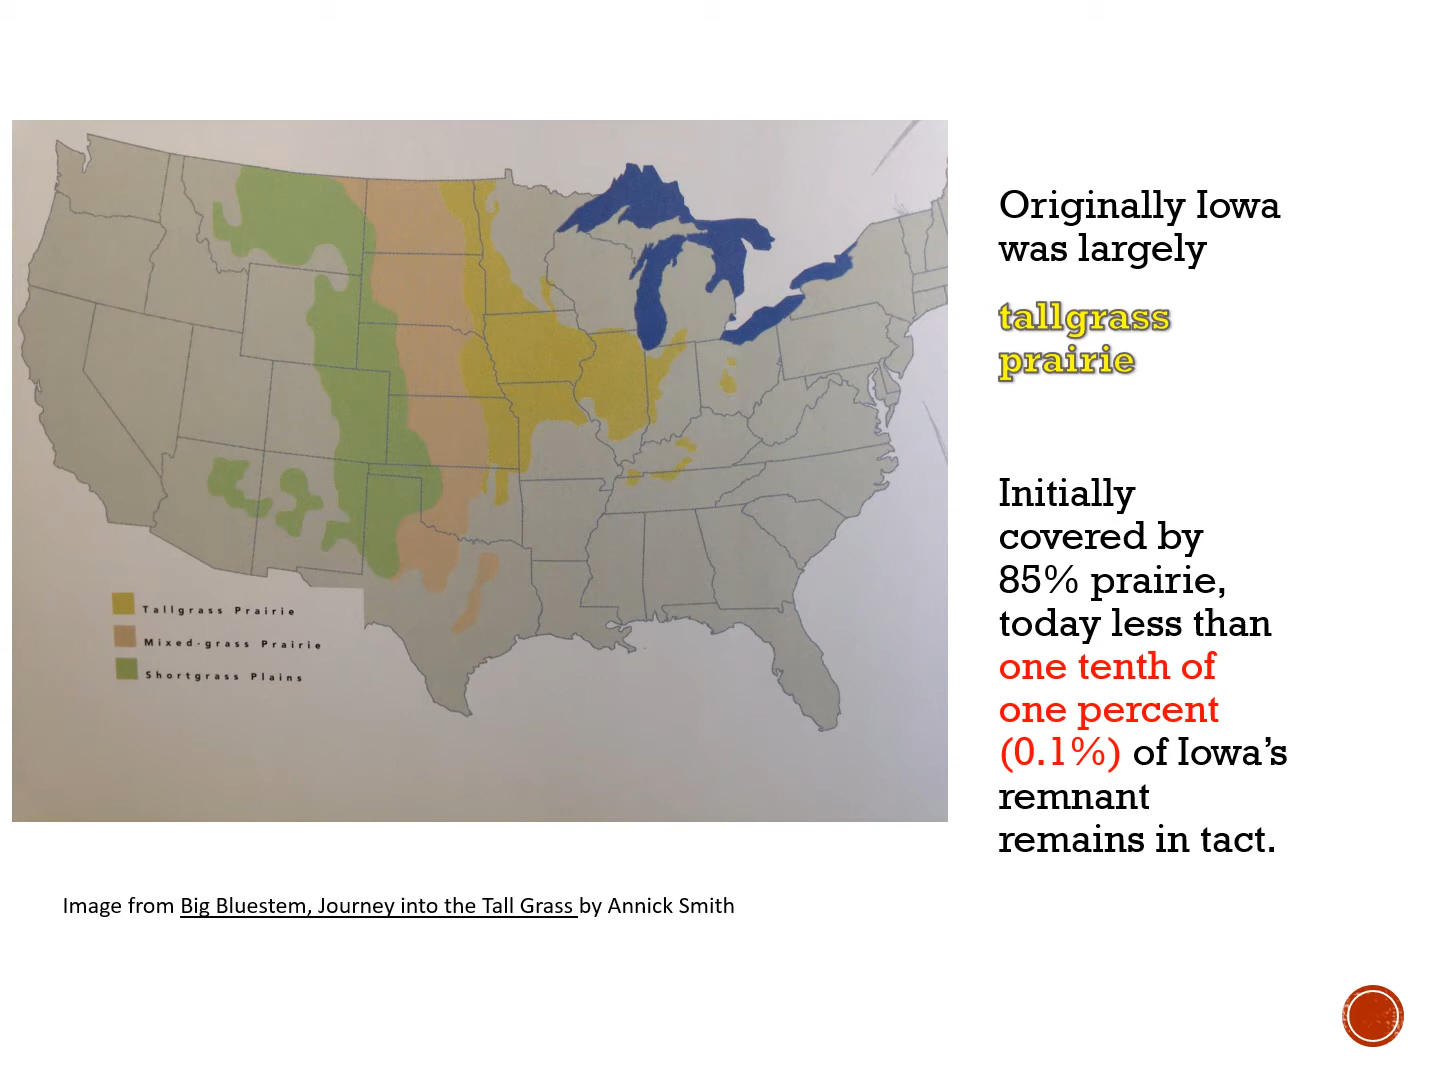 Originally Iowa
was largely
tallgrass
prairie
Initially
covered by
85% prairie,
today less than
one tenth of
one percent
(0.1%) of Iowa’s
remnant
remains in tact.
Tallgrass Prairie
Mixed-grass Prairie
Shortgrass Plains
Image from Big Bluestem, Journey into the Tall Grass by Annick Smith